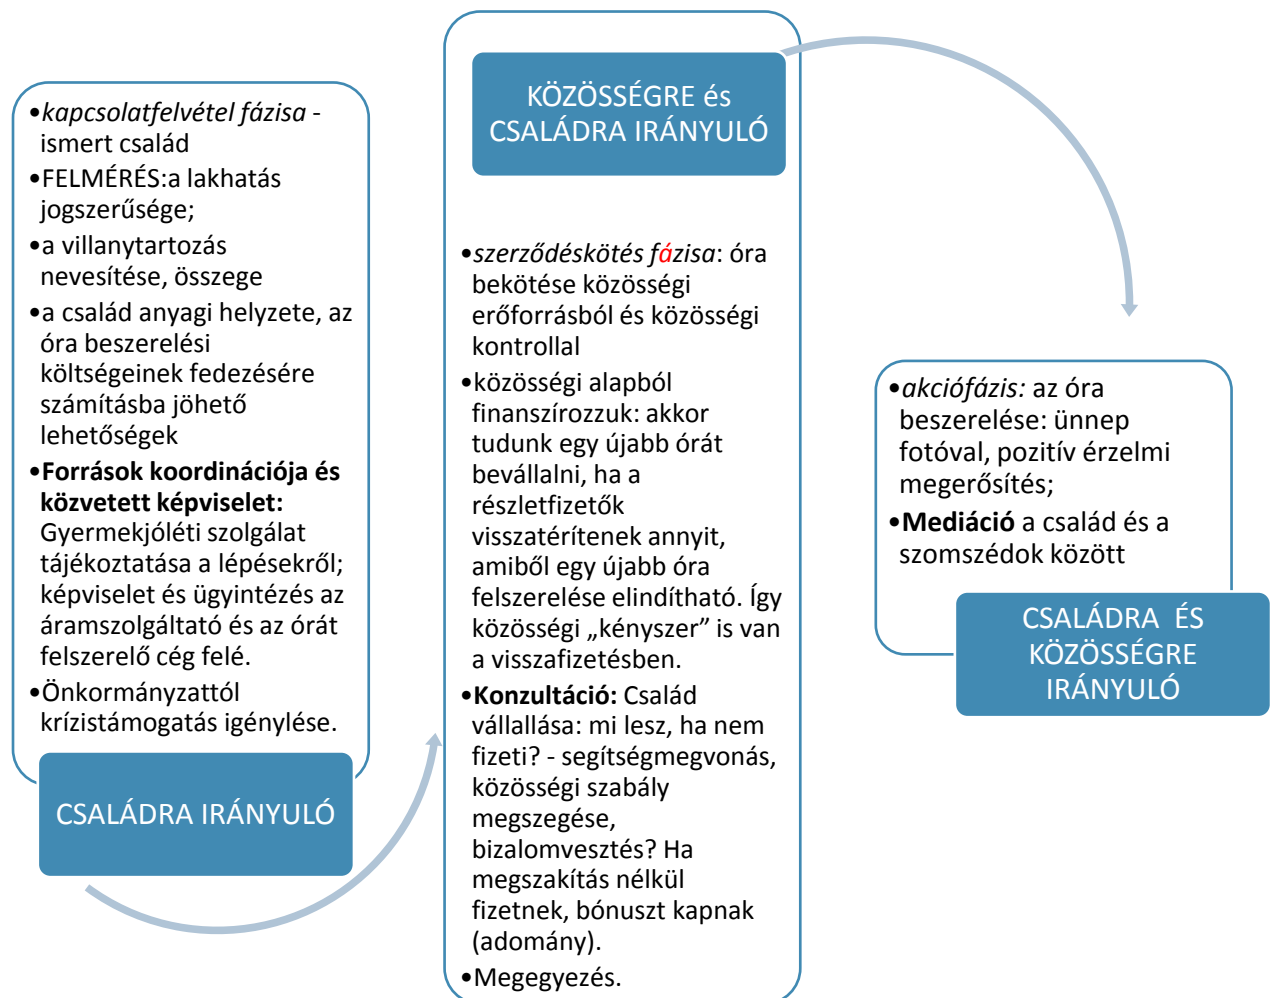 •kapcsolatfelvétel fázisa -
ismert család
•FELMÉRÉS:a lakhatás
jogszerűsége;
•a villanytartozás
nevesítése, összege
•a család anyagi helyzete, az
óra beszerelési
költségeinek fedezésére
számításba jöhető
lehetőségek
•Források koordinációja és
közvetett képviselet:
Gyermekjóléti szolgálat
tájékoztatása a lépésekről;
képviselet és ügyintézés az
áramszolgáltató és az órát
felszerelő cég felé.
•Önkormányzattól
krízistámogatás igénylése.
CSALÁDRA IRÁNYULÓ
KÖZÖSSÉGRE és
CSALÁDRA IRÁNYULÓ
•szerződéskötés fázisa: óra
bekötése közösségi
erőforrásból és közösségi
kontrollal
•közösségi alapból
finanszírozzuk: akkor
tudunk egy újabb órát
bevállalni, ha a
részletfizetők
visszatérítenek annyit,
amiből egy újabb óra
felszerelése elindítható. Így
közösségi „kényszer” is van
a visszafizetésben.
•Konzultáció: Család
vállallása: mi lesz, ha nem
fizeti? - segítségmegvonás,
közösségi szabály
megszegése,
bizalomvesztés? Ha
megszakítás nélkül
fizetnek, bónuszt kapnak
(adomány).
•Megegyezés.
•akciófázis: az óra
beszerelése: ünnep
fotóval, pozitív érzelmi
megerősítés;
•Mediáció a család és a
szomszédok között
CSALÁDRA ÉS
KÖZÖSSÉGRE
IRÁNYULÓ